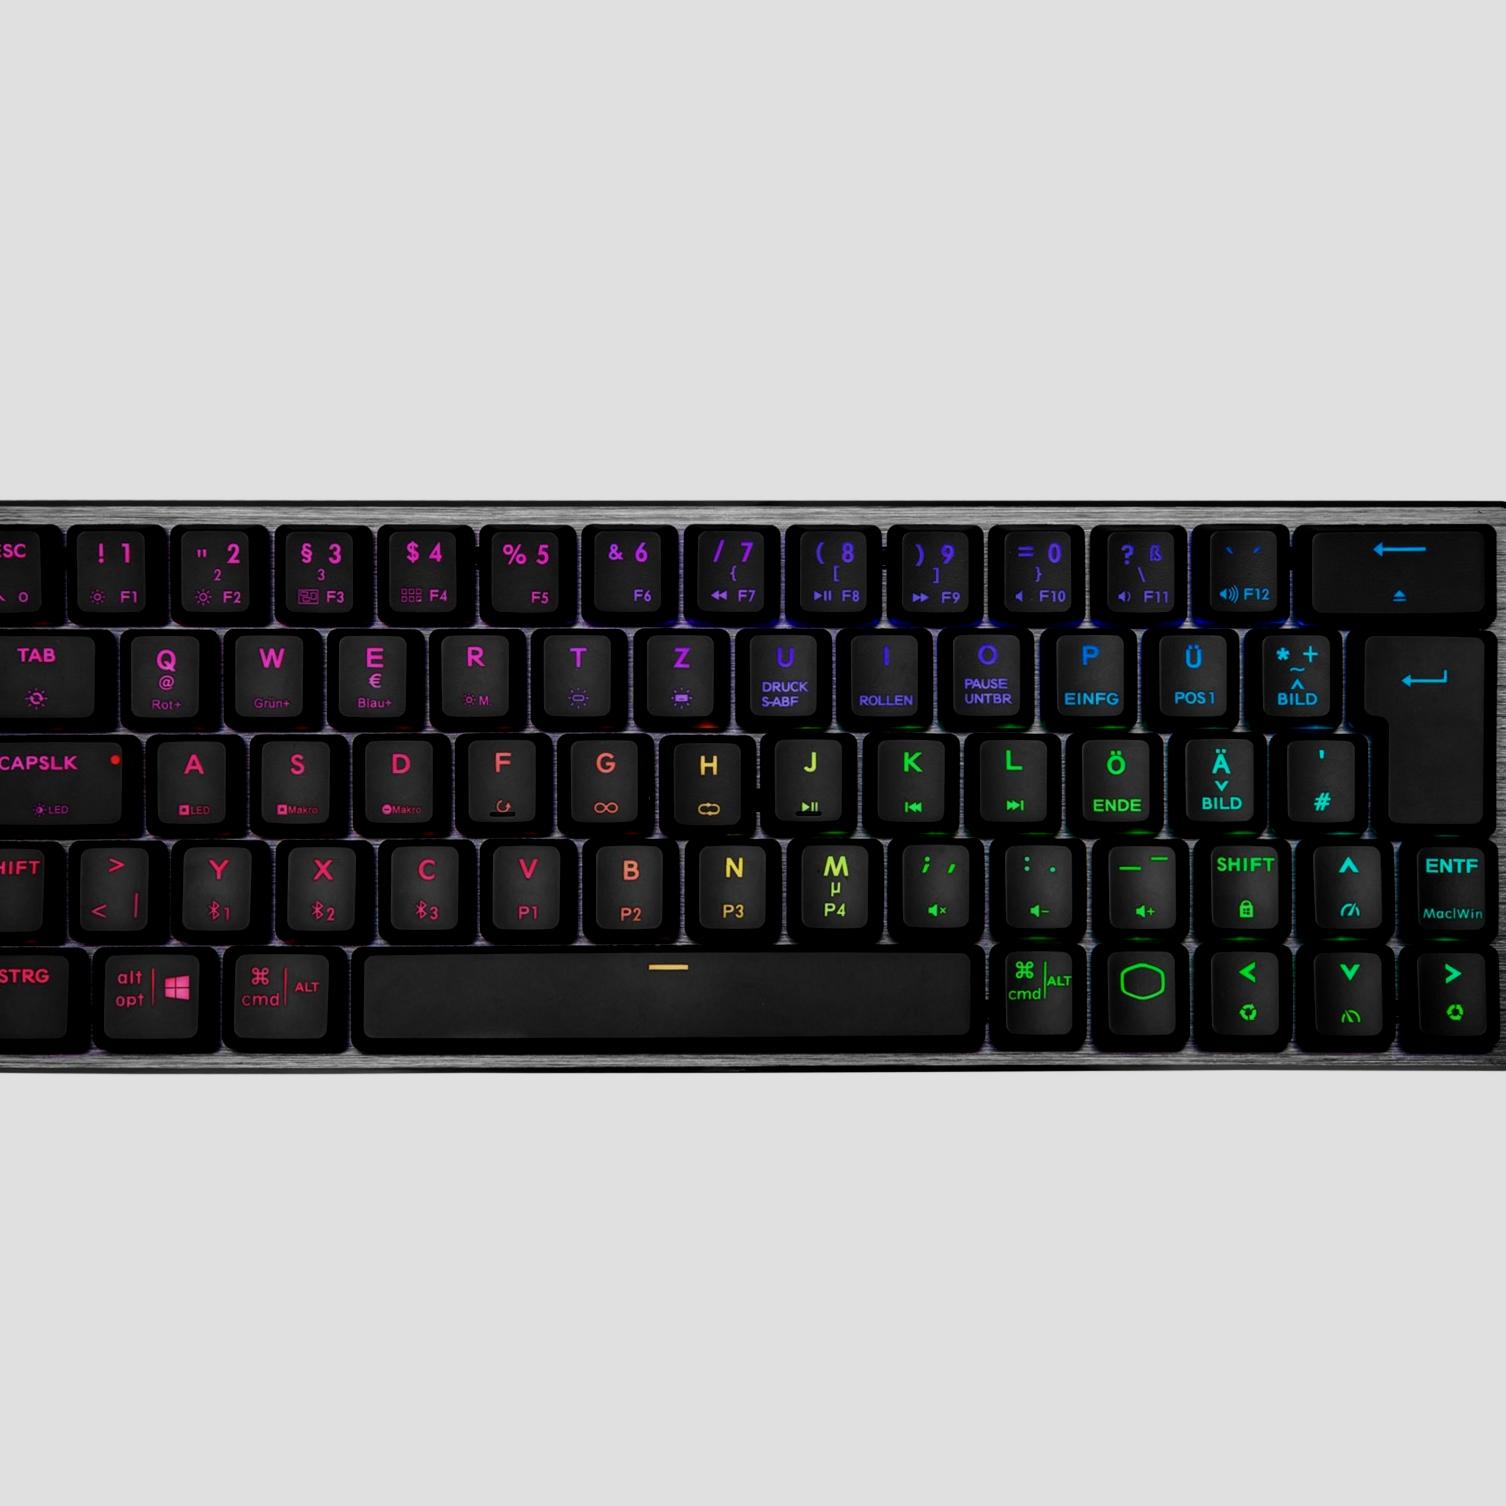 ESC ! 1 " 2 § 3 $ 4 % 5 & 6 / 7 ( 8 ) 9 = 0 ? ß ` ´ ←
2 3 { [ ] } \
F1 F2 F3 F4 F5 F6 F7 F8 F9 F10 F11 F12
TAB Q W E R T Z U I O P Ü * +
@ € DRUCK PAUSE ~
Rot+ Grün+ Blau+ M. S-ABF ROLLEN UNTBR EINFG POS1 BILD
CAPSLK A S D F G H J K L Ö Ä '
LED LED Makro Makro ENDE BILD #
SHIFT > Y X C V B N M ; , : . — SHIFT ENTF
µ
< | 1 2 3 P1 P2 P3 P4 Mac|Win
STRG alt ⌘ ALT ⌘ ALT < >
opt cmd cmd